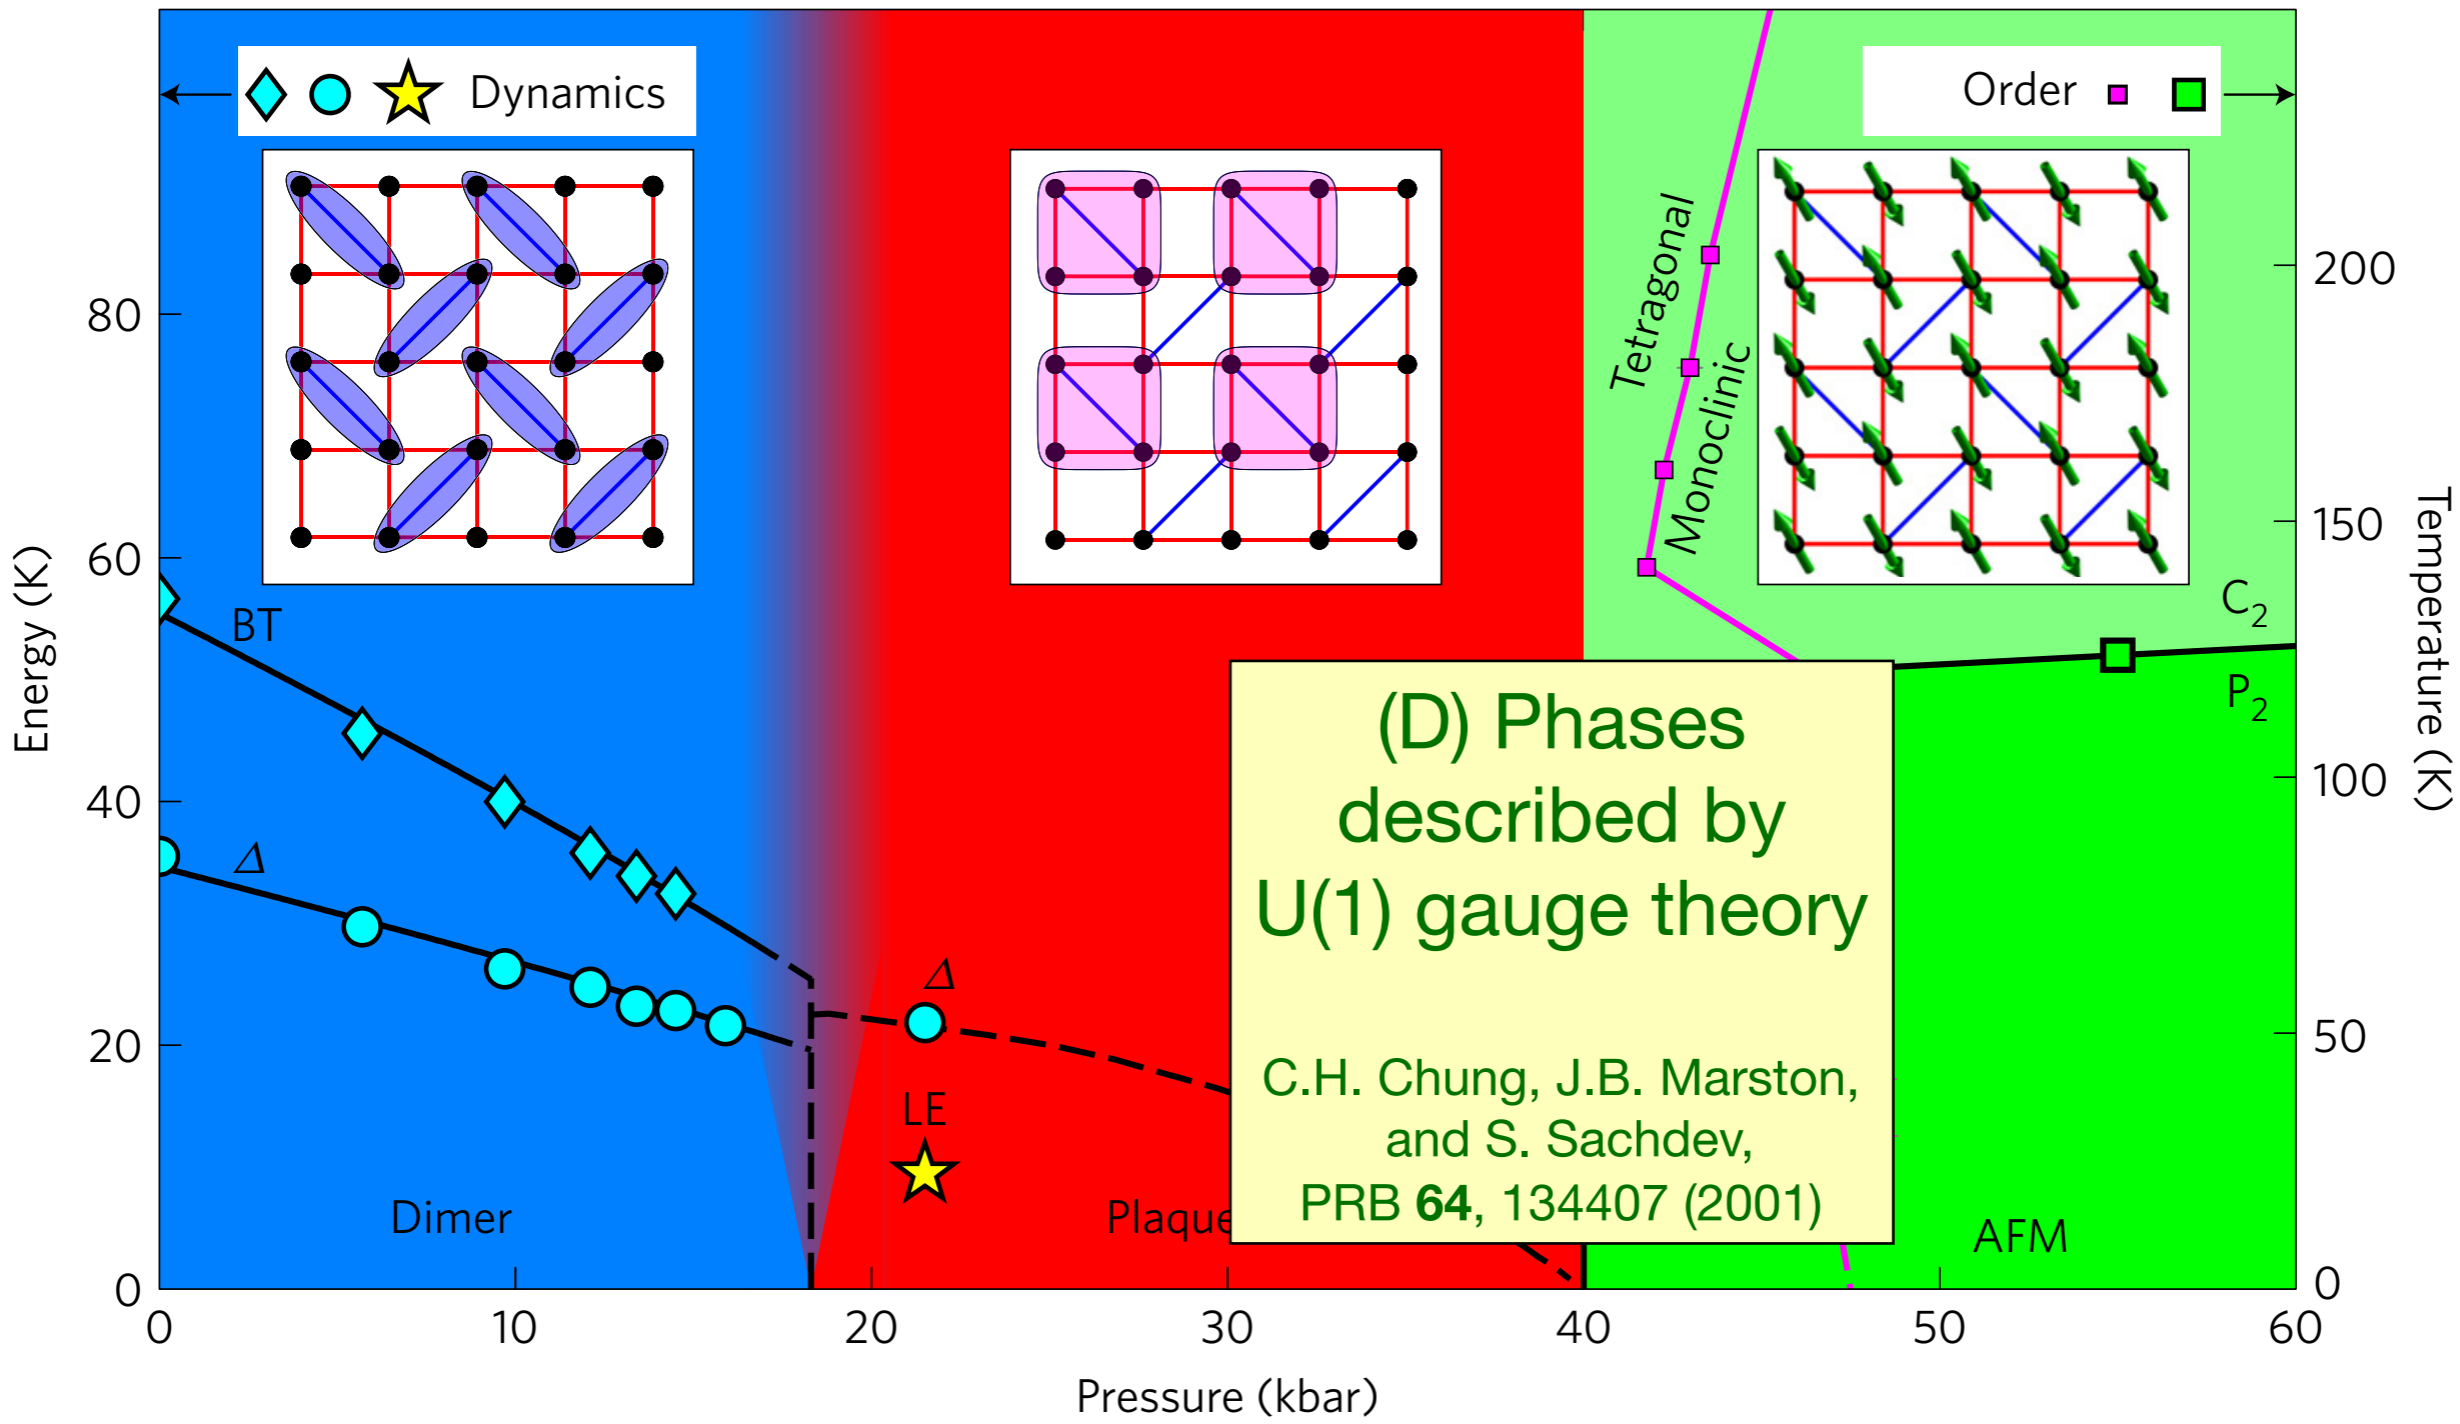 Dynamics
Order
Tetragonal
Monoclinic
80
60
40
20
0
Energy (K)
200
150
100
50
0
Temperature (K)
BT
Δ
C2
P2
(D) Phases
described by
U(1) gauge theory
C.H. Chung, J.B. Marston,
and S. Sachdev,
PRB 64, 134407 (2001)
Δ
LE
Dimer
Plaque
AFM
0 10 20 30 40 50 60
Pressure (kbar)